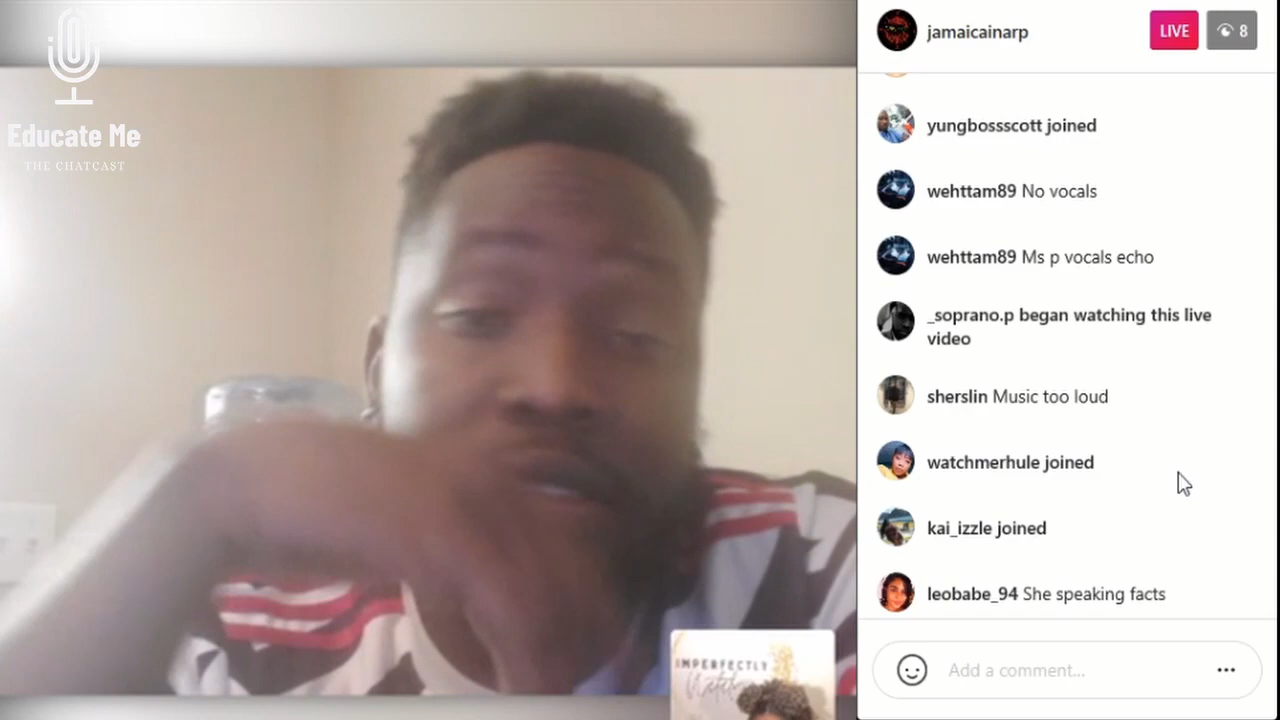 Educate Me
THE CHATCAST
IMPERFECTLY
jamaicainarp
LIVE
8
yungbossscott joined
wehttam89 No vocals
wehttam89 Ms p vocals echo
_soprano.p began watching this live
video
sherslin Music too loud
watchmerhule joined
kai_izzle joined
leobabe_94 She speaking facts
Add a comment...